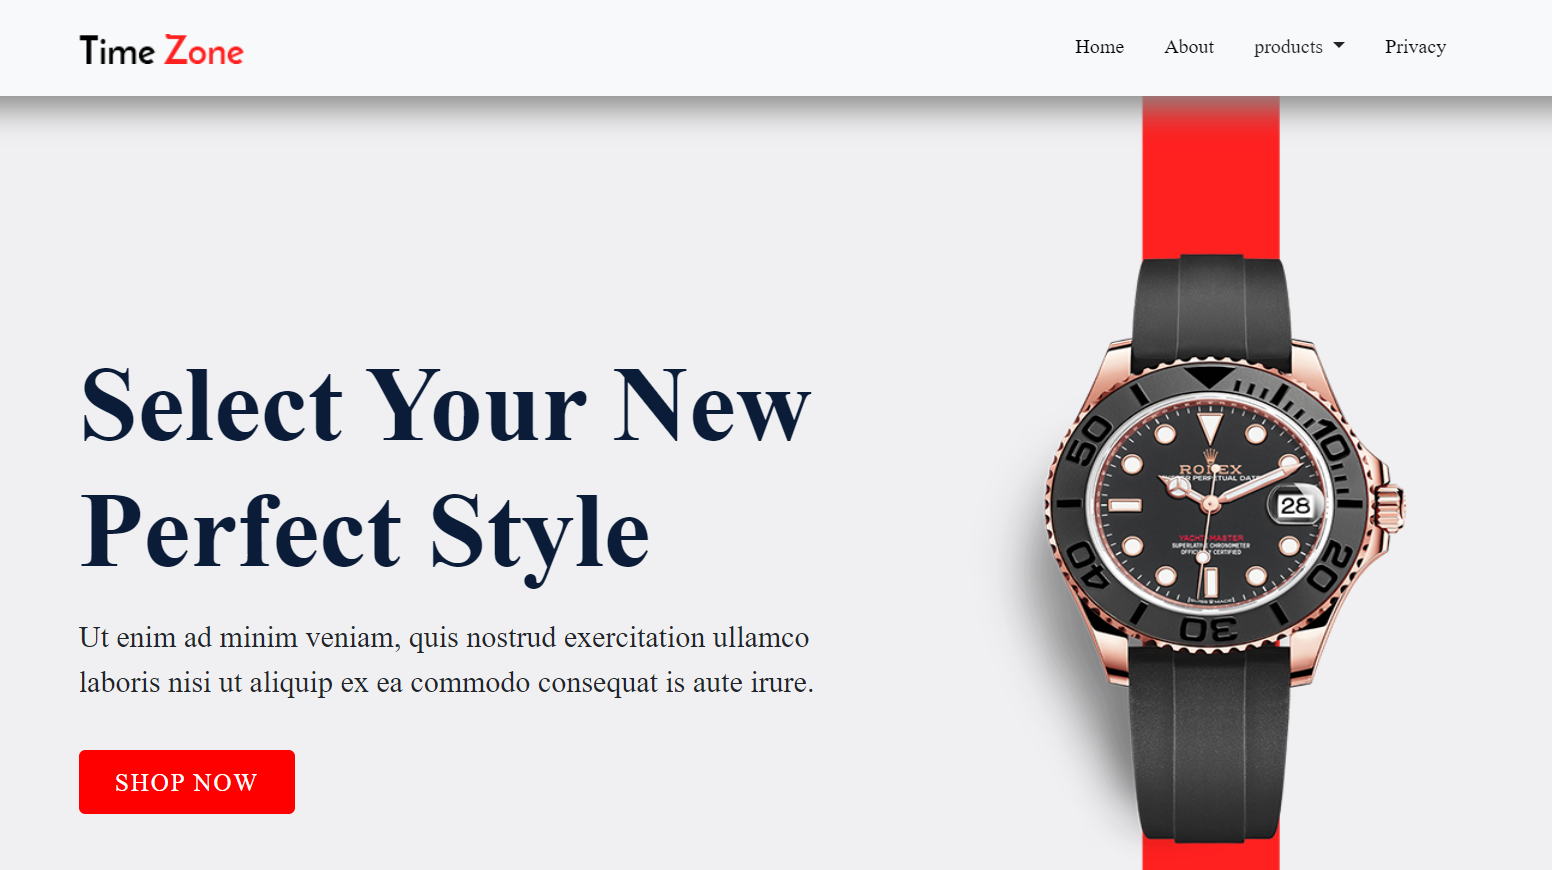 Time Zone
Home
About
products
Privacy
Select Your New
Perfect Style
Ut enim ad minim veniam, quis nostrud exercitation ullamco
laboris nisi ut aliquip ex ea commodo consequat is aute irure.
SHOP NOW
10
20
30
40
50
ROLEX
PERPETUAL DATE
28
YACHT-MASTER
SUPERLATIVE CHRONOMETER
OFFICIALLY CERTIFIED
SWISS MADE